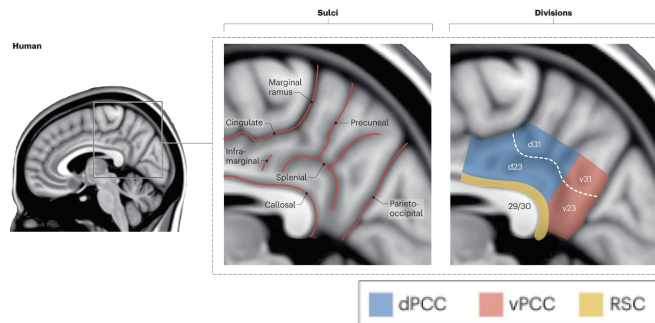 Sulci
Divisions
Human
Marginal
ramus
Cingulate
Precuneal
Infra-
marginal
Splenial
Callosal
Parieto-
occipital
d31
d23
v31
v23
29/30
dPCC
vPCC
RSC